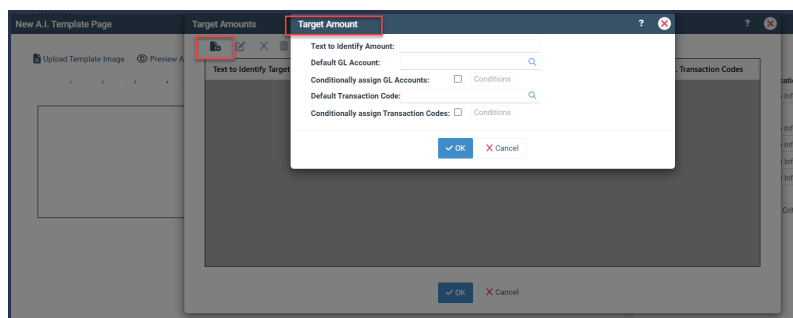 New A.I. Template Page
Target Amounts
Target Amount
?
?
Upload Template Image
Preview A
Text to Identify Target
. Transaction Codes
Text to Identify Amount:
Default GL Account:
Conditionally assign GL Accounts:
Conditions
Default Transaction Code:
Conditionally assign Transaction Codes:
Conditions
OK
Cancel
OK
Cancel